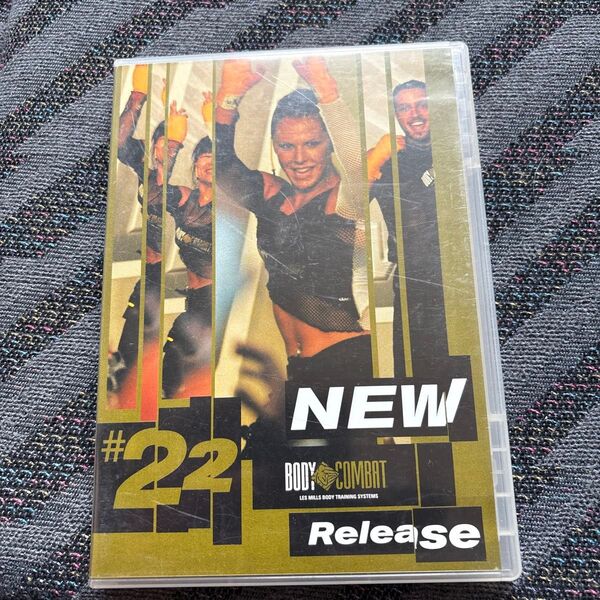 NEW
#22
BODY COMBAT
LES MILLS BODY TRAINING SYSTEMS
Release